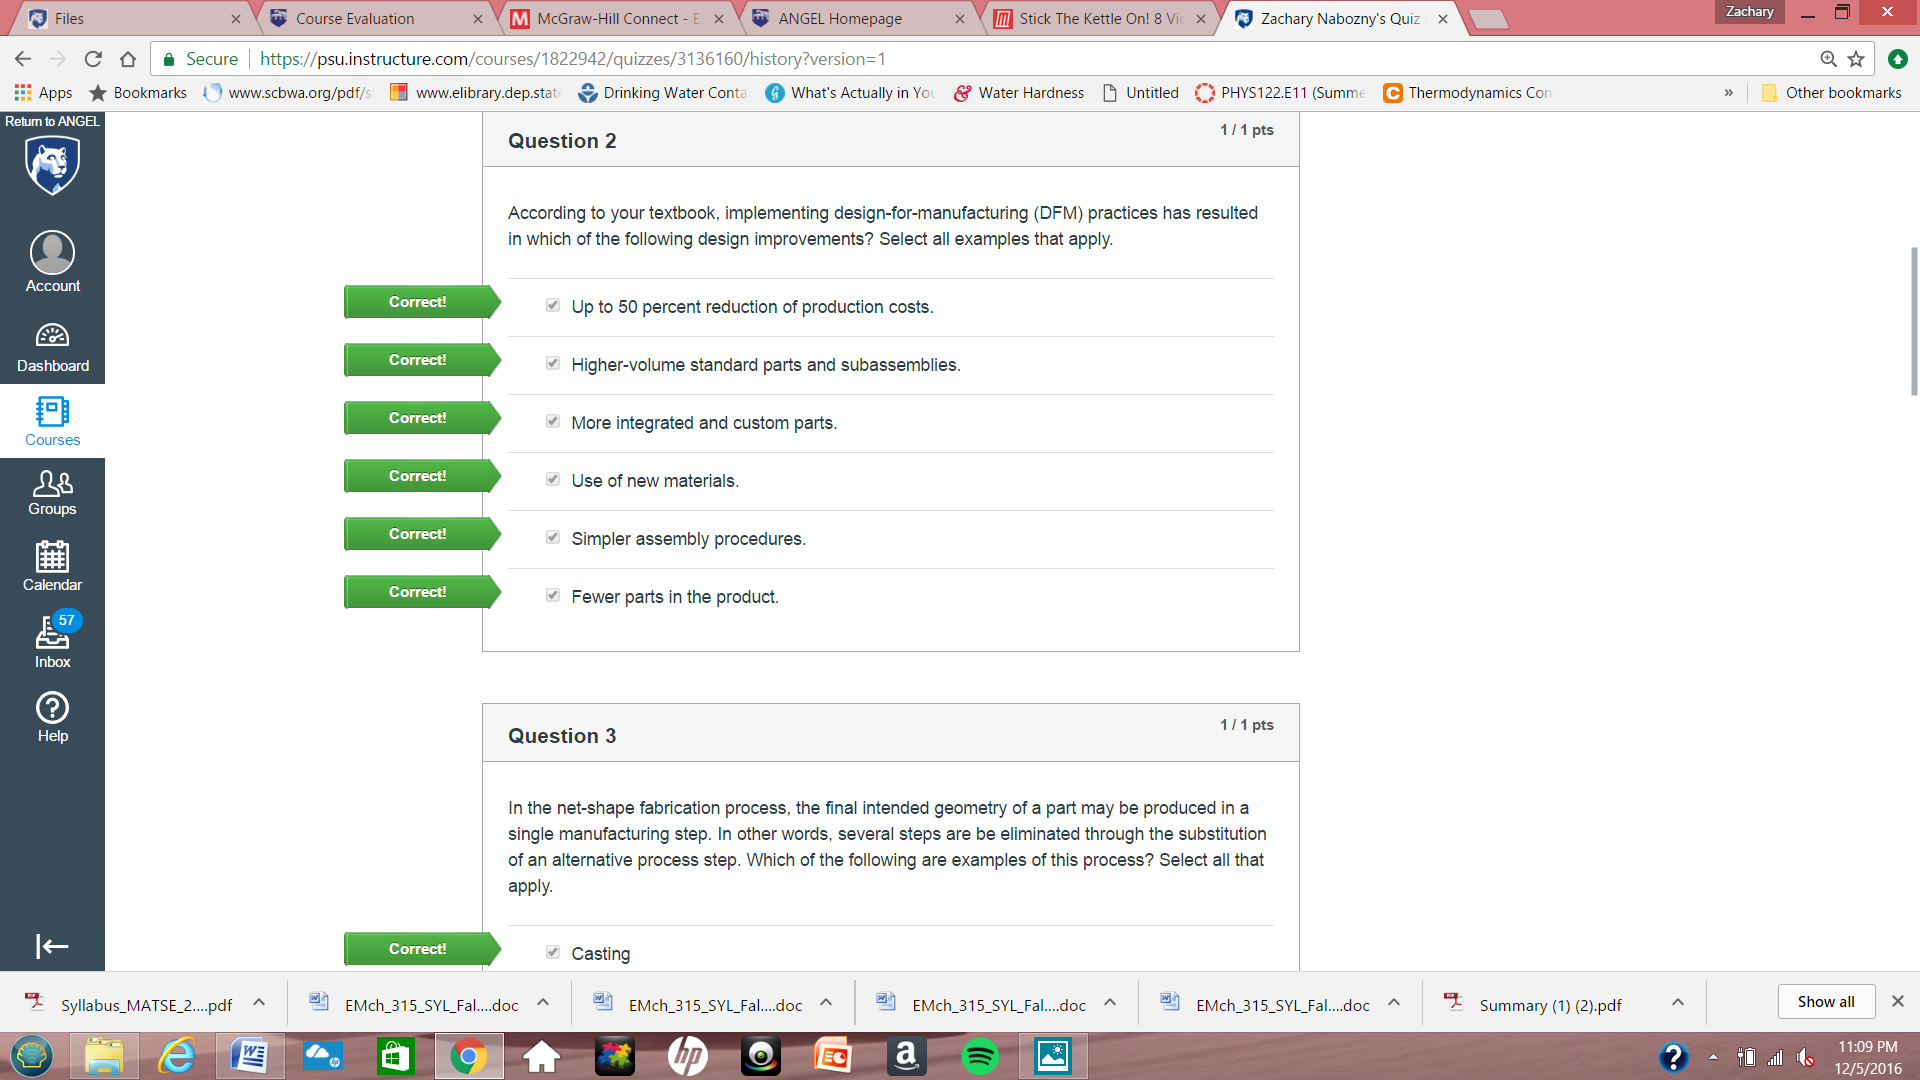 Files
Course Evaluation
McGraw-Hill Connect - E
ANGEL Homepage
Stick The Kettle On! 8 Vic
Zachary Nabozny's Quiz
Zachary
Secure
https://psu.instructure.com/courses/1822942/quizzes/3136160/history?version=1
Apps
Bookmarks
www.scbwa.org/pdf/s
www.elibrary.dep.state
Drinking Water Conta
What's Actually in You
Water Hardness
Untitled
PHYS122.E11 (Summe
Thermodynamics Con
»
Other bookmarks
Return to ANGEL
Account
Dashboard
Courses
Groups
Calendar
57
Inbox
Help
Question 2
1 / 1 pts
According to your textbook, implementing design-for-manufacturing (DFM) practices has resulted
in which of the following design improvements? Select all examples that apply.
Correct!
Up to 50 percent reduction of production costs.
Correct!
Higher-volume standard parts and subassemblies.
Correct!
More integrated and custom parts.
Correct!
Use of new materials.
Correct!
Simpler assembly procedures.
Correct!
Fewer parts in the product.
Question 3
1 / 1 pts
In the net-shape fabrication process, the final intended geometry of a part may be produced in a
single manufacturing step. In other words, several steps are be eliminated through the substitution
of an alternative process step. Which of the following are examples of this process? Select all that
apply.
Correct!
Casting
Syllabus_MATSE_2....pdf
EMch_315_SYL_Fal....doc
EMch_315_SYL_Fal....doc
EMch_315_SYL_Fal....doc
EMch_315_SYL_Fal....doc
Summary (1) (2).pdf
Show all
11:09 PM
12/5/2016